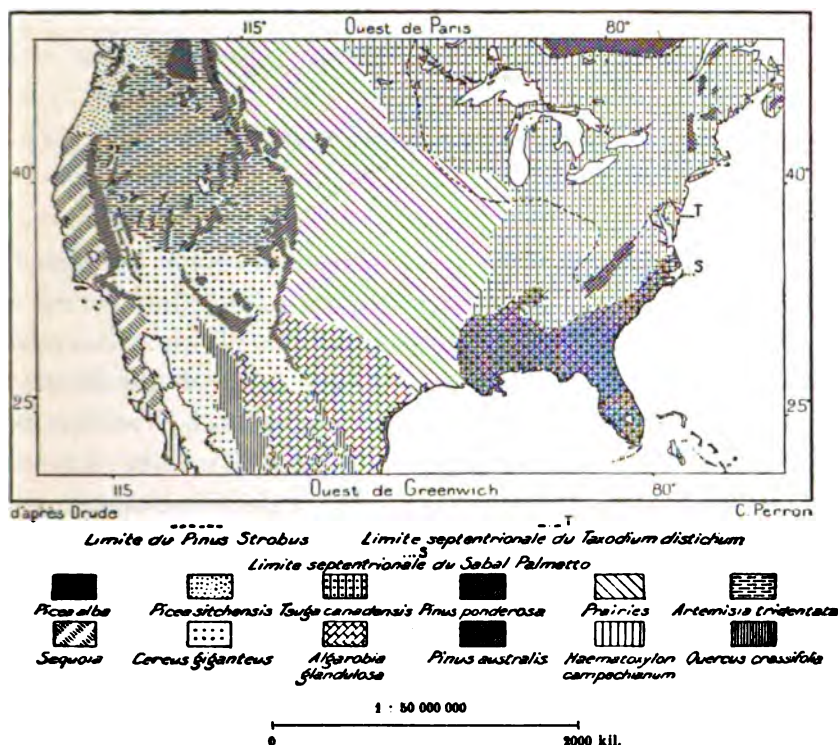 115° Ouest de Paris 80°
40° 40°
T
S
25° 25°
115 Ouest de Greenwich 80°
d'après Drude C. Perron
Limite du Pinus Strobus Limite septentrionale du Taxodium distichum
T
Limite septentrionale du Sabal Palmetto
S
Picea alba Picea sitchensis Tsuga canadensis Pinus ponderosa Prairies Artemisia tridentata
Sequoia Cereus giganteus Algarobia glandulosa Pinus australis Haematoxylon campechianum Quercus crassifolia
1 : 50 000 000
0 2000 kil.